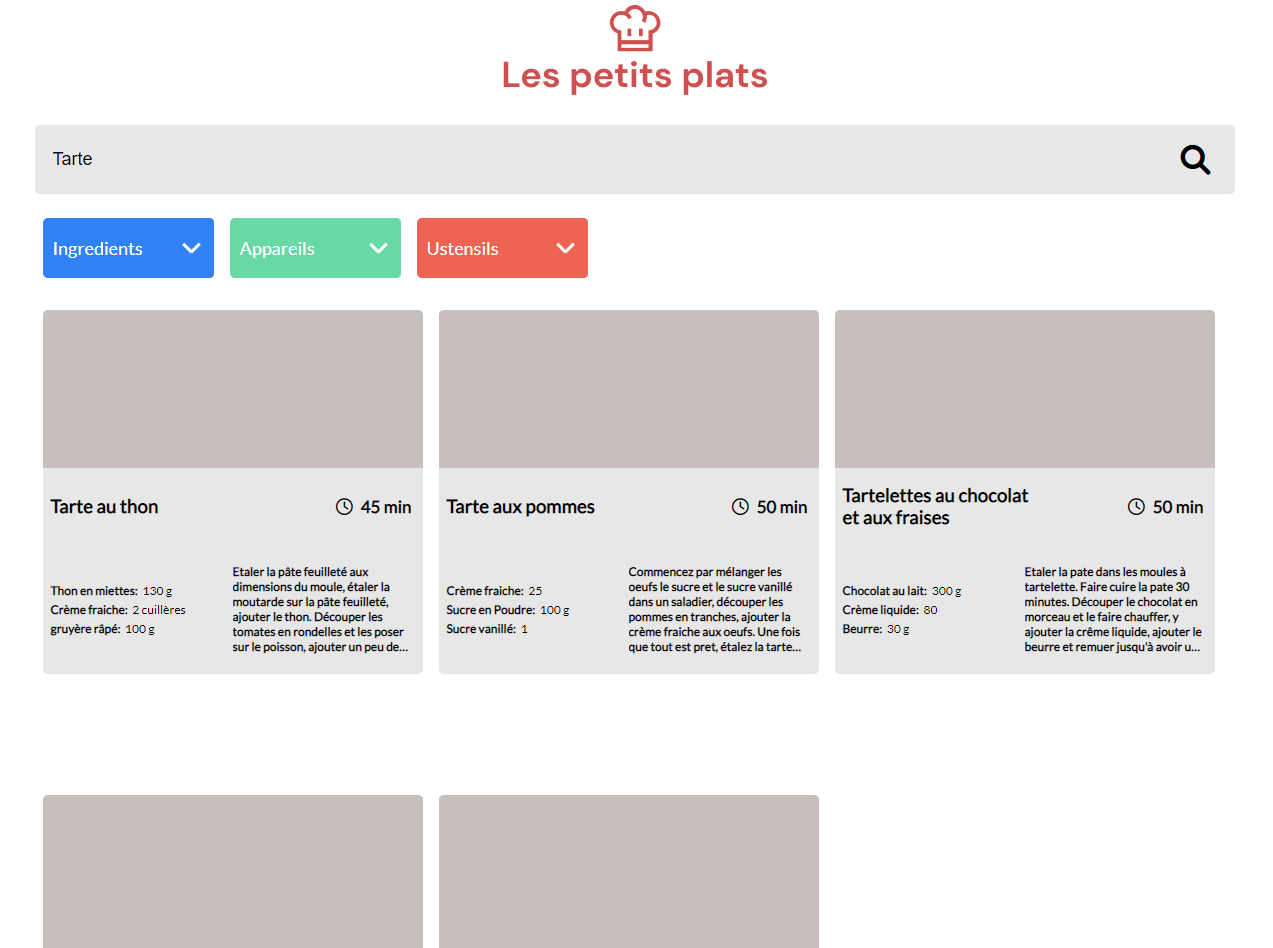 Les petits plats
Tarte
Ingredients
Appareils
Ustensils
Tarte au thon
45 min
Thon en miettes: 130 g
Crème fraiche: 2 cuillères
gruyère râpé: 100 g
Etaler la pâte feuilleté aux
dimensions du moule, étaler la
moutarde sur la pâte feuilleté,
ajouter le thon. Découper les
tomates en rondelles et les poser
sur le poisson, ajouter un peu de...
Tarte aux pommes
50 min
Crème fraiche: 25
Sucre en Poudre: 100 g
Sucre vanillé: 1
Commencez par mélanger les
oeufs le sucre et le sucre vanillé
dans un saladier, découper les
pommes en tranches, ajouter la
crème fraiche aux oeufs. Une fois
que tout est pret, étalez la tarte...
Tartelettes au chocolat
et aux fraises
50 min
Chocolat au lait: 300 g
Crème liquide: 80
Beurre: 30 g
Etaler la pate dans les moules à
tartelette. Faire cuire la pate 30
minutes. Découper le chocolat en
morceau et le faire chauffer, y
ajouter la crême liquide, ajouter le
beurre et remuer jusqu'à avoir u...